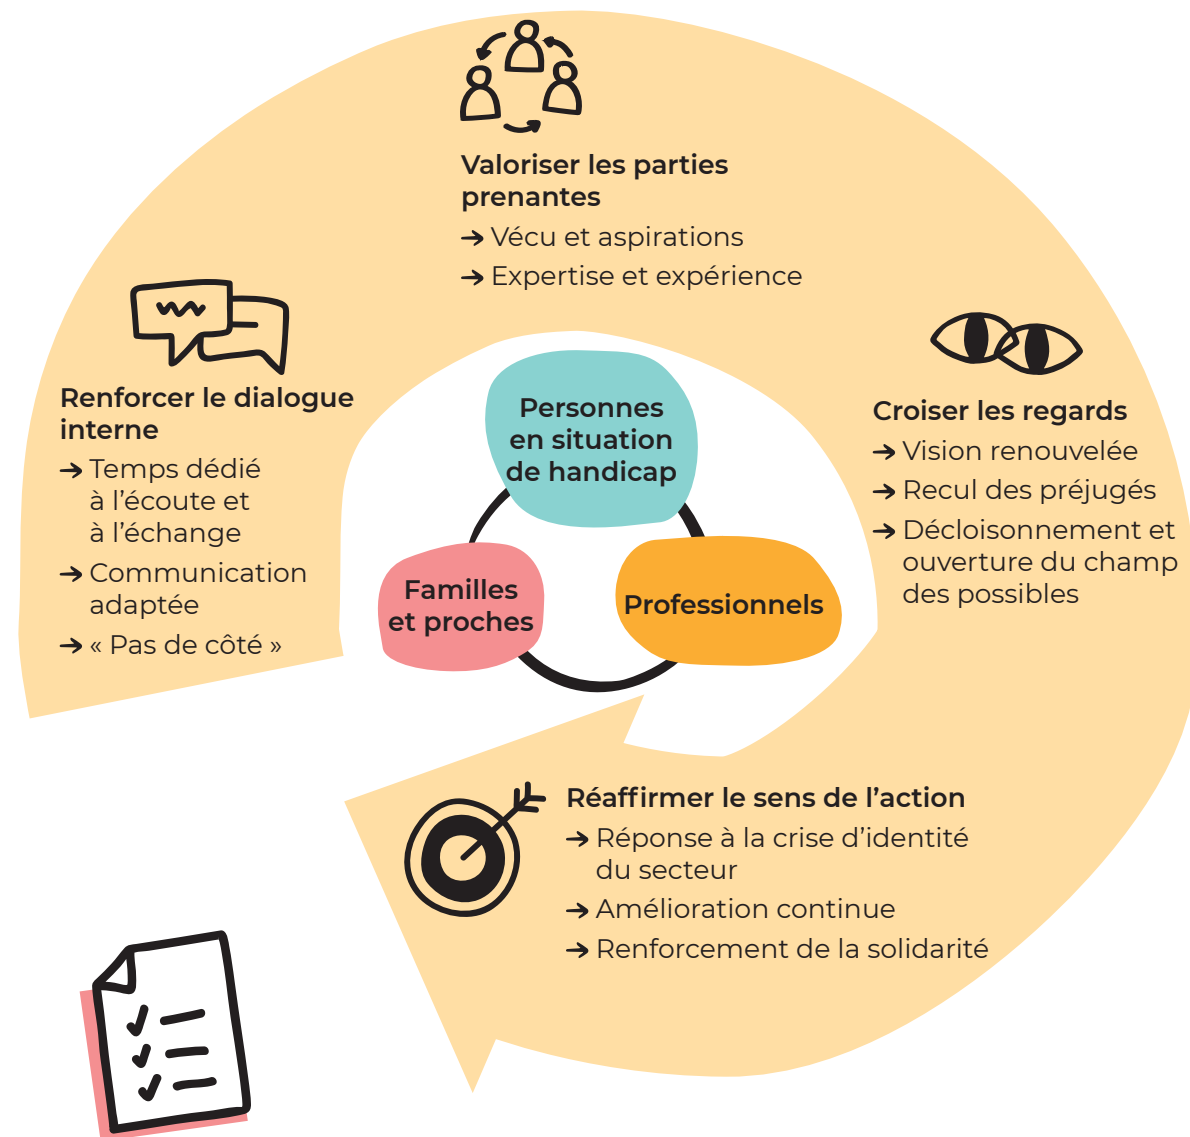 Valoriser les parties
prenantes
→ Vécu et aspirations
→ Expertise et expérience
Renforcer le dialogue
interne
→ Temps dédié
à l’écoute et
à l’échange
→ Communication
adaptée
→ « Pas de côté »
Personnes
en situation
de handicap
Familles
et proches
Professionnels
Croiser les regards
→ Vision renouvelée
→ Recul des préjugés
→ Décloisonnement et
ouverture du champ
des possibles
Réaffirmer le sens de l’action
→ Réponse à la crise d’identité
du secteur
→ Amélioration continue
→ Renforcement de la solidarité